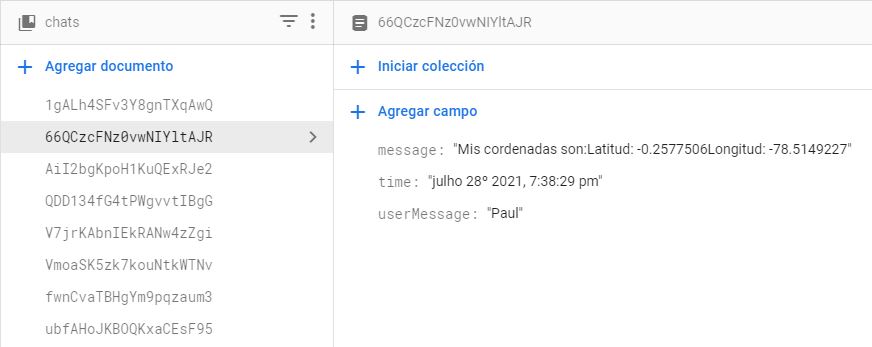 chats
66QCzcFNz0vwNIYltAJR
Agregar documento
Iniciar colección
1gALh4SFv3Y8gnTXqAwQ
66QCzcFNz0vwNIYltAJR
AiI2bgKpoH1KuQExRJe2
QDD134fG4tPWgvvtIBgG
V7jrKAbnIEkRANw4zZgi
VmoaSK5zk7kouNtkWTNv
fwnCvaTBHgYm9pqzaum3
ubfAHoJKBOQKxaCEsF95
Agregar campo
message: "Mis cordenadas son:Latitud: -0.2577506Longitud: -78.5149227"
time: "julho 28º 2021, 7:38:29 pm"
userMessage: "Paul"